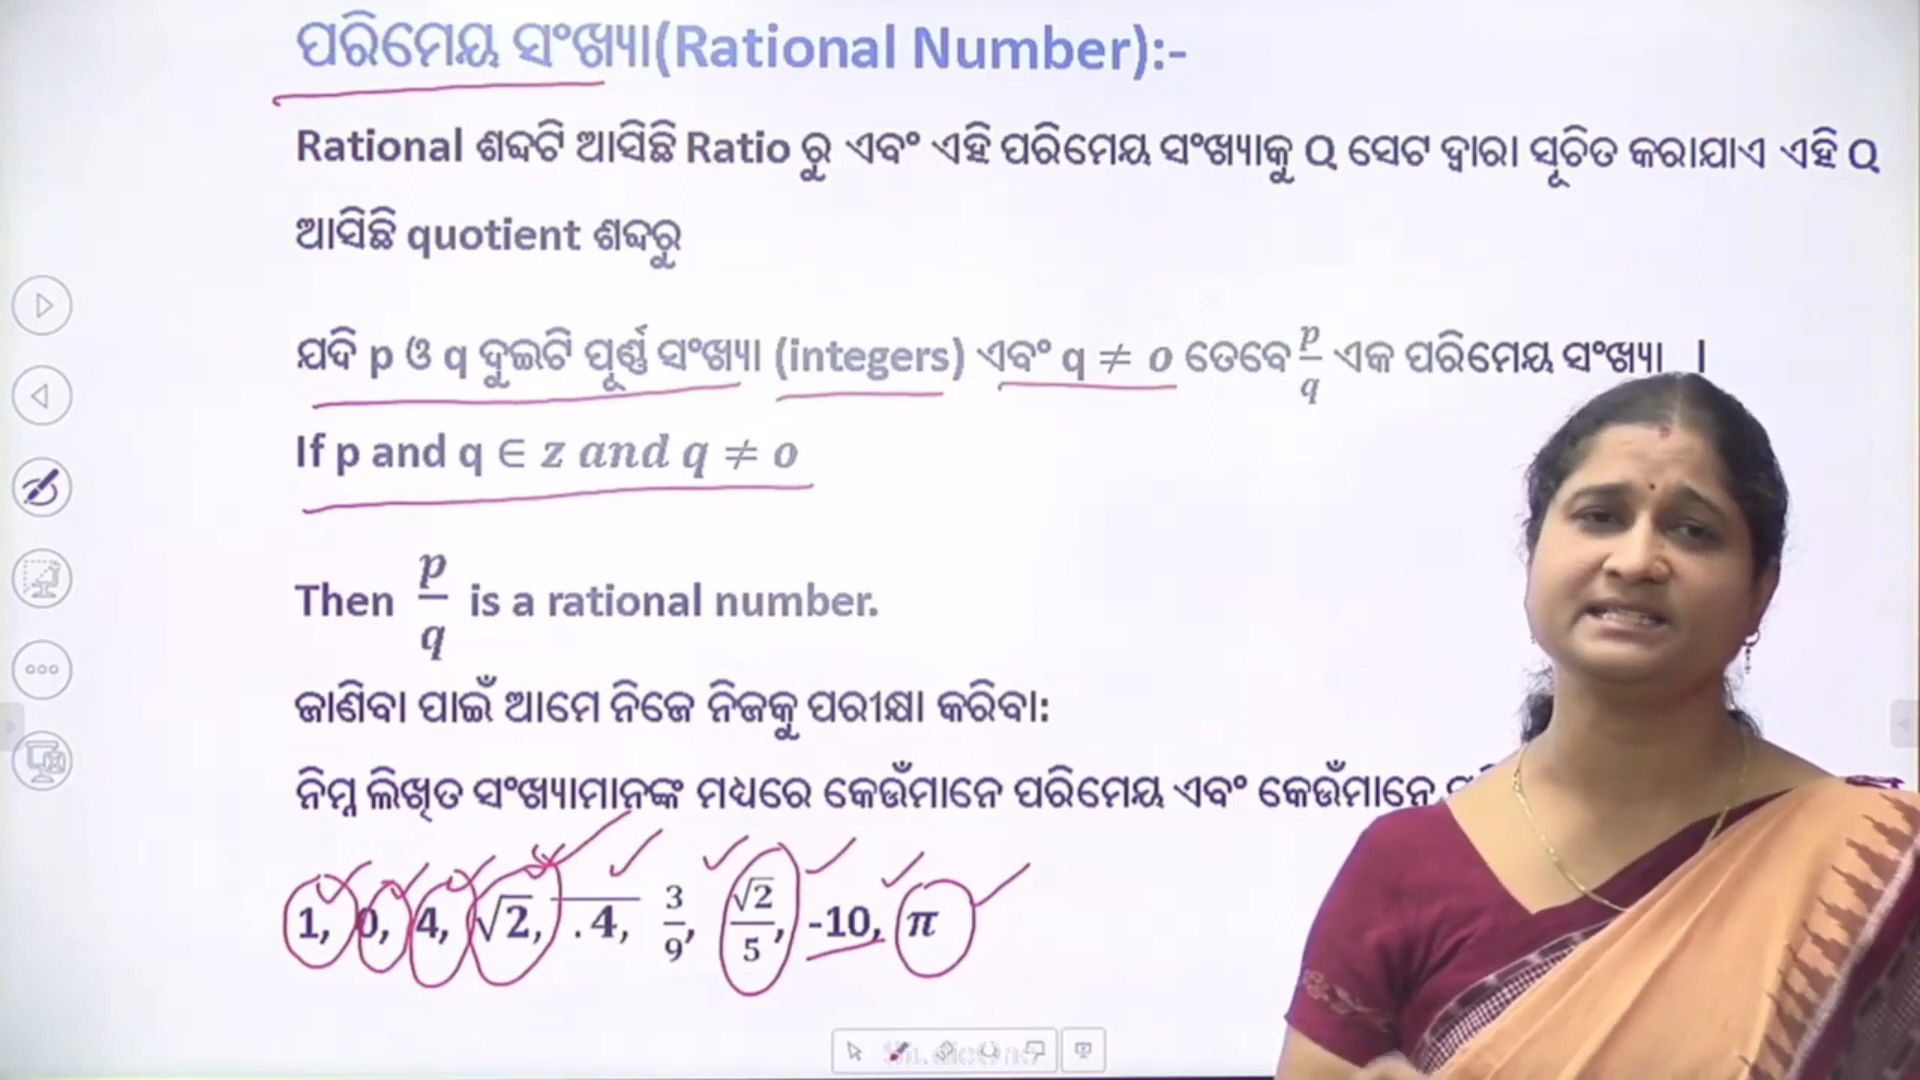 ପରିମେୟ ସଂଖ୍ୟା(Rational Number):-
Rational ଶବ୍ଦଟି ଆସିଛି Ratio ରୁ ଏବଂ ଏହି ପରିମେୟ ସଂଖ୍ୟାକୁ Q ସେଟ ଦ୍ୱାରା ସୂଚିତ କରାଯାଏ ଏହି Q
ଆସିଛି quotient ଶବ୍ଦରୁ
ଯଦି p ଓ q ଦୁଇଟି ପୂର୍ଣ୍ଣ ସଂଖ୍ୟା (integers) ଏବଂ q ≠ o ତେବେ p/q ଏକ ପରିମେୟ ସଂଖ୍ୟା ।
If p and q ∈ z and q ≠ o
Then p/q is a rational number.
ଜାଣିବା ପାଇଁ ଆମେ ନିଜେ ନିଜକୁ ପରୀକ୍ଷା କରିବା:
ନିମ୍ନ ଲିଖିତ ସଂଖ୍ୟାମାନଙ୍କ ମଧ୍ୟରେ କେଉଁମାନେ ପରିମେୟ ଏବଂ କେଉଁମାନେ
1, 0, 4, √2, .4, 3/9, √2/5, -10, π